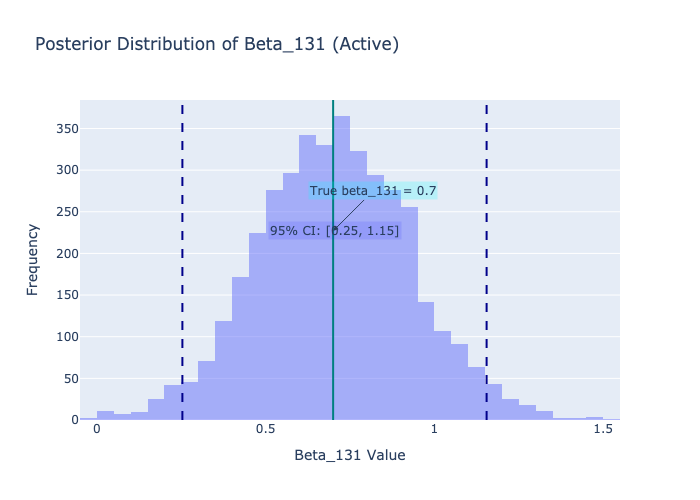 Posterior Distribution of Beta_131 (Active)
350
300
250
200
150
100
50
0
Frequency
True beta_131 = 0.7
95% CI: [0.25, 1.15]
0
0.5
1
1.5
Beta_131 Value